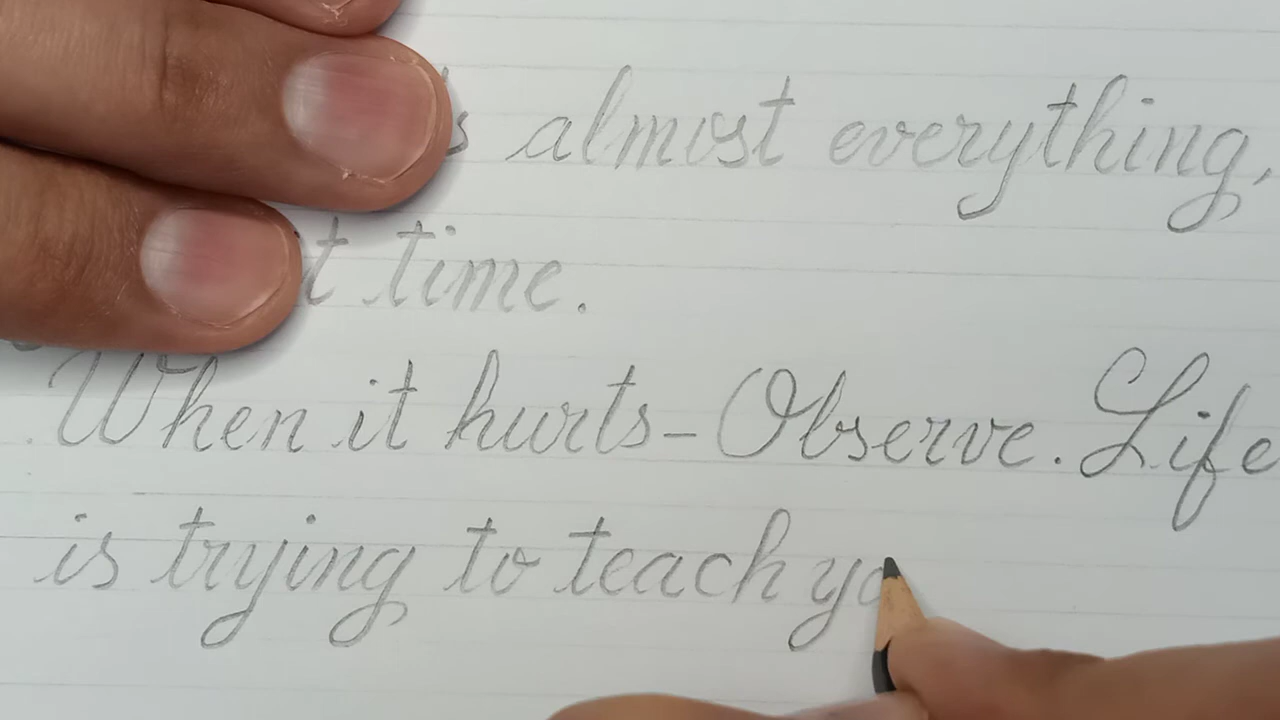 s almost everything,
t time.
When it hurts-Observe. Life
is trying to teach yo